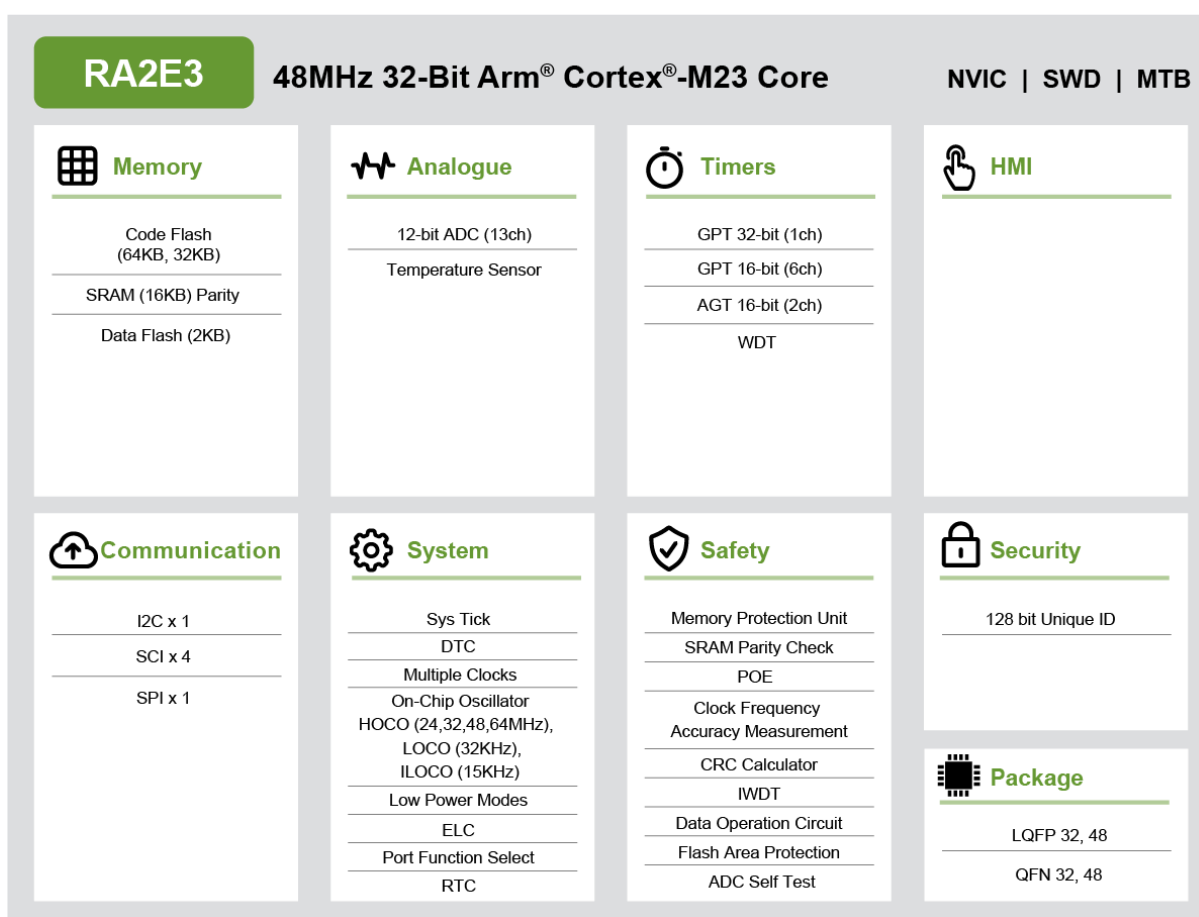 RA2E3
48MHz 32-Bit Arm® Cortex®-M23 Core
NVIC | SWD | MTB
Memory
Code Flash
(64KB, 32KB)
SRAM (16KB) Parity
Data Flash (2KB)
Analogue
12-bit ADC (13ch)
Temperature Sensor
Timers
GPT 32-bit (1ch)
GPT 16-bit (6ch)
AGT 16-bit (2ch)
WDT
HMI
Communication
I2C x 1
SCI x 4
SPI x 1
System
Sys Tick
DTC
Multiple Clocks
On-Chip Oscillator
HOCO (24,32,48,64MHz),
LOCO (32KHz),
ILOCO (15KHz)
Low Power Modes
ELC
Port Function Select
RTC
Safety
Memory Protection Unit
SRAM Parity Check
POE
Clock Frequency
Accuracy Measurement
CRC Calculator
IWDT
Data Operation Circuit
Flash Area Protection
ADC Self Test
Security
128 bit Unique ID
Package
LQFP 32, 48
QFN 32, 48